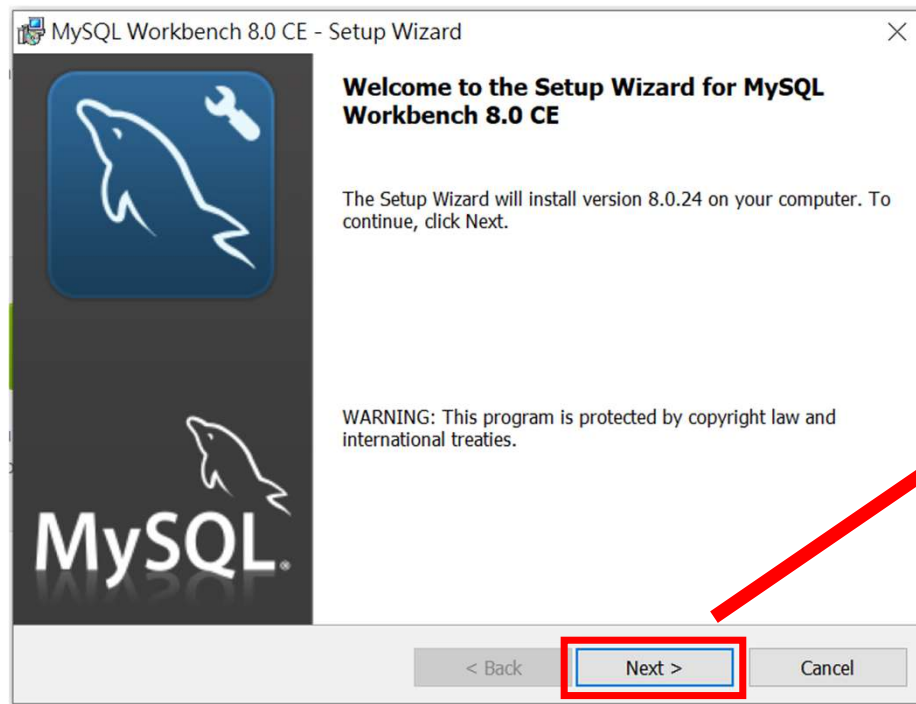 MySQL Workbench 8.0 CE - Setup Wizard
Welcome to the Setup Wizard for MySQL
Workbench 8.0 CE
The Setup Wizard will install version 8.0.24 on your computer. To
continue, click Next.
WARNING: This program is protected by copyright law and
international treaties.
MySQL.
< Back
Next >
Cancel